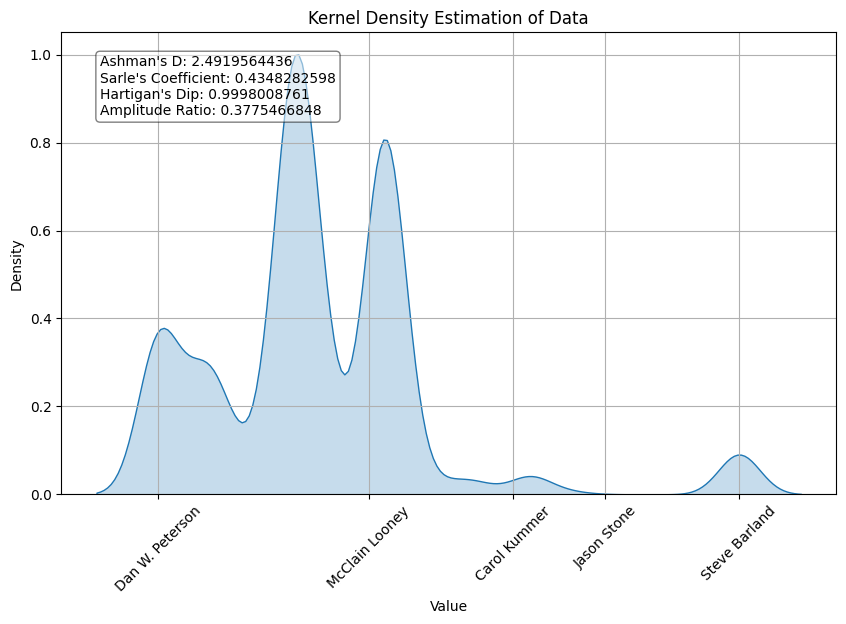 Kernel Density Estimation of Data
Ashman's D: 2.4919564436
Sarle's Coefficient: 0.4348282598
Hartigan's Dip: 0.9998008761
Amplitude Ratio: 0.3775466848
1.0
0.8
0.6
0.4
0.2
0.0
Density
Dan W. Peterson
McClain Looney
Carol Kummer
Jason Stone
Steve Barland
Value